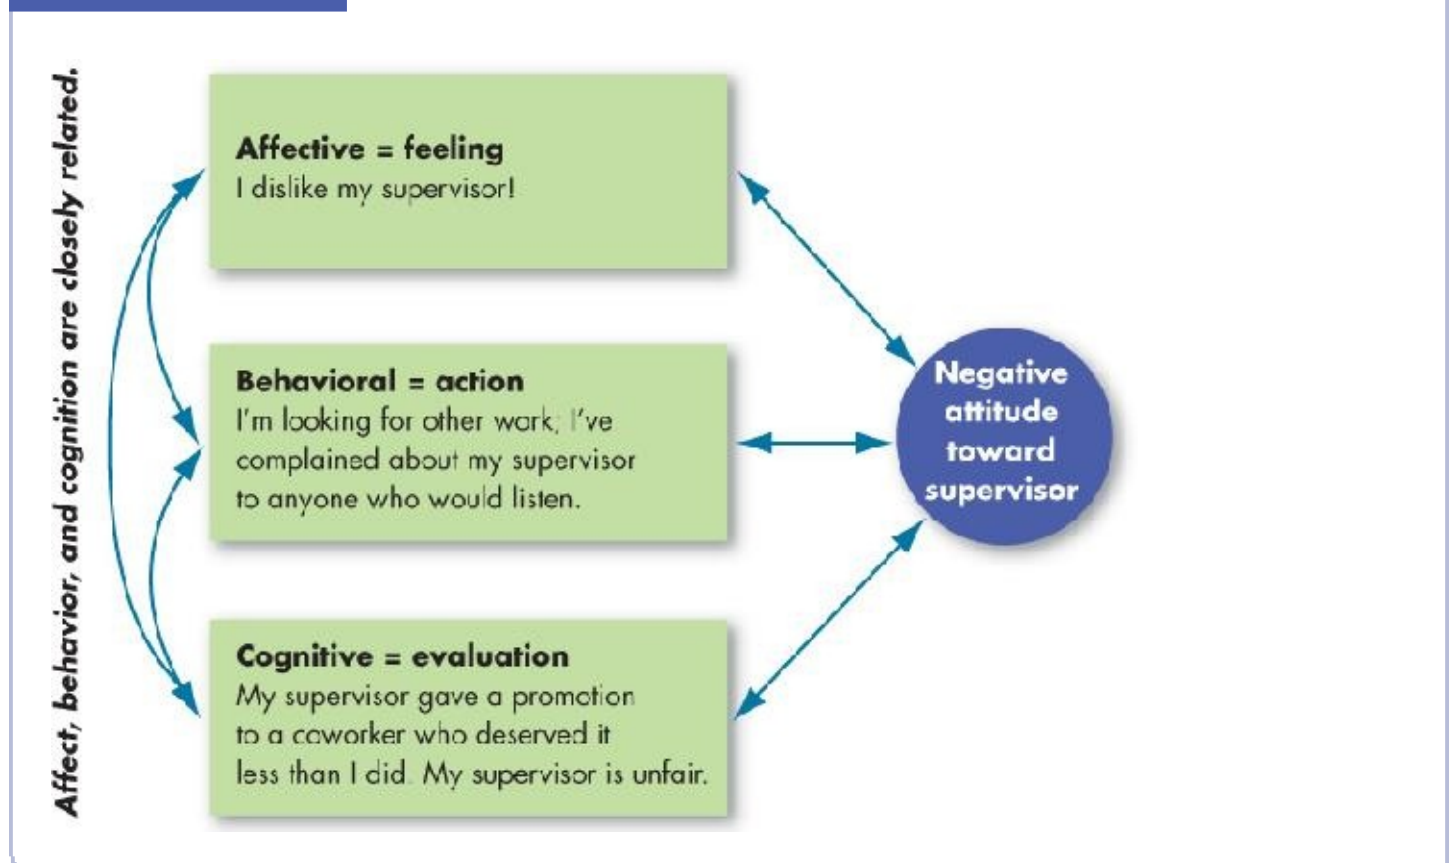 Affect, behavior, and cognition are closely related.
Affective = feeling
I dislike my supervisor!
Behavioral = action
I'm looking for other work; I've
complained about my supervisor
to anyone who would listen.
Cognitive = evaluation
My supervisor gave a promotion
to a coworker who deserved it
less than I did. My supervisor is unfair.
Negative
attitude
toward
supervisor